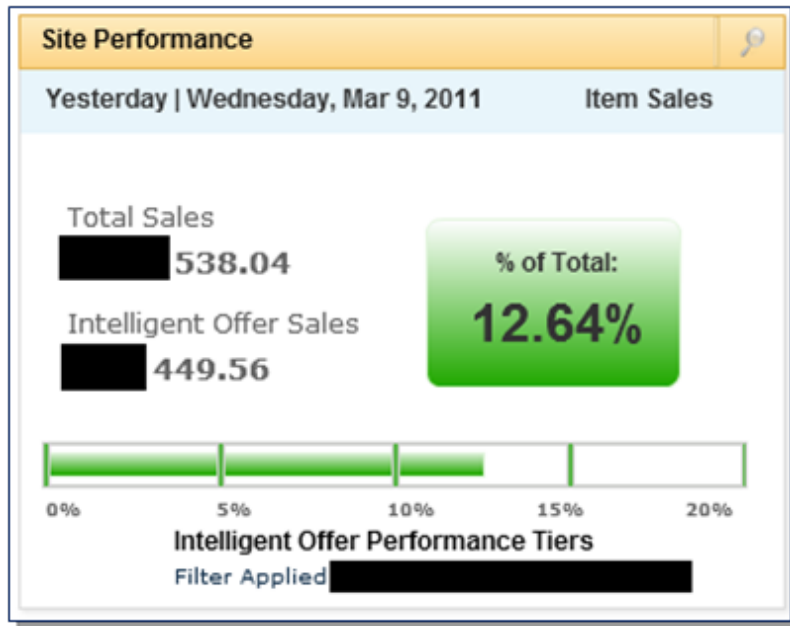 Site Performance
Yesterday | Wednesday, Mar 9, 2011 Item Sales
Total Sales
538.04
% of Total:
12.64%
Intelligent Offer Sales
449.56
0% 5% 10% 15% 20%
Intelligent Offer Performance Tiers
Filter Applied